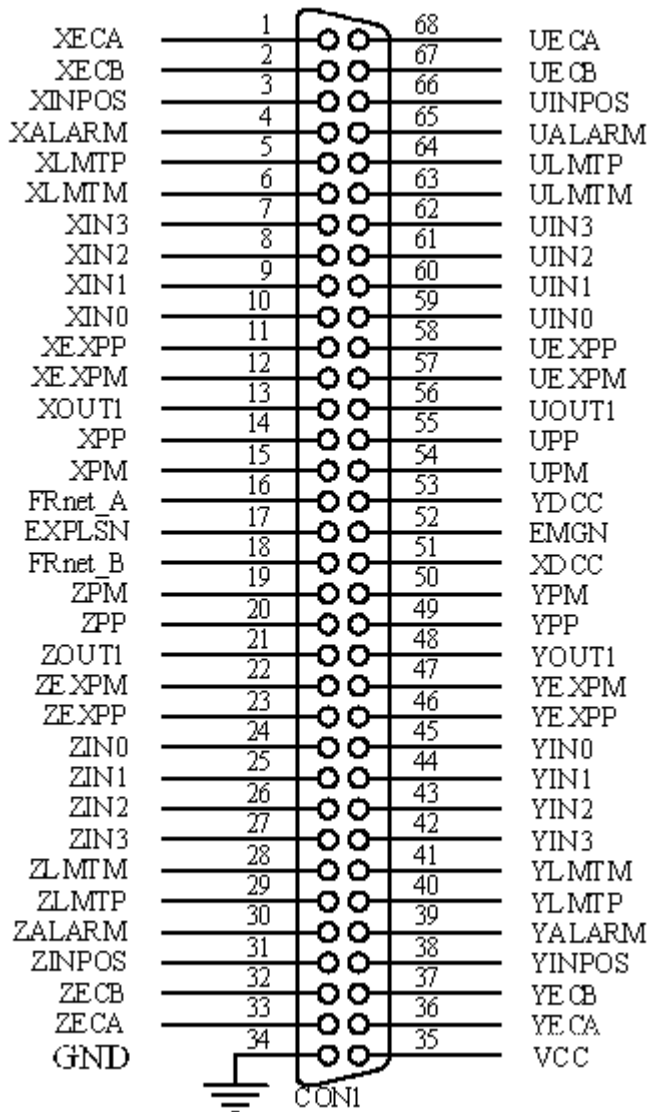 XECA 1 68 UECA
XECB 2 67 UECB
XINPOS 3 66 UINPOS
XALARM 4 65 UALARM
XLMTP 5 64 ULMTP
XLMTM 6 63 ULMTM
XIN3 7 62 UIN3
XIN2 8 61 UIN2
XIN1 9 60 UIN1
XIN0 10 59 UIN0
XEXPP 11 58 UEXPP
XEXPM 12 57 UEXPM
XOUT1 13 56 UOUT1
XPP 14 55 UPP
XPM 15 54 UPM
FRnet_A 16 53 YDCC
EXPLSN 17 52 EMGN
FRnet_B 18 51 XDCC
ZPM 19 50 YPM
ZPP 20 49 YPP
ZOUT1 21 48 YOUT1
ZEXPM 22 47 YEXPM
ZEXPP 23 46 YEXPP
ZIN0 24 45 YIN0
ZIN1 25 44 YIN1
ZIN2 26 43 YIN2
ZIN3 27 42 YIN3
ZLMTM 28 41 YLMTM
ZLMTP 29 40 YLMTP
ZALARM 30 39 YALARM
ZINPOS 31 38 YINPOS
ZECB 32 37 YECB
ZECA 33 36 YECA
GND 34 35 VCC
CON1